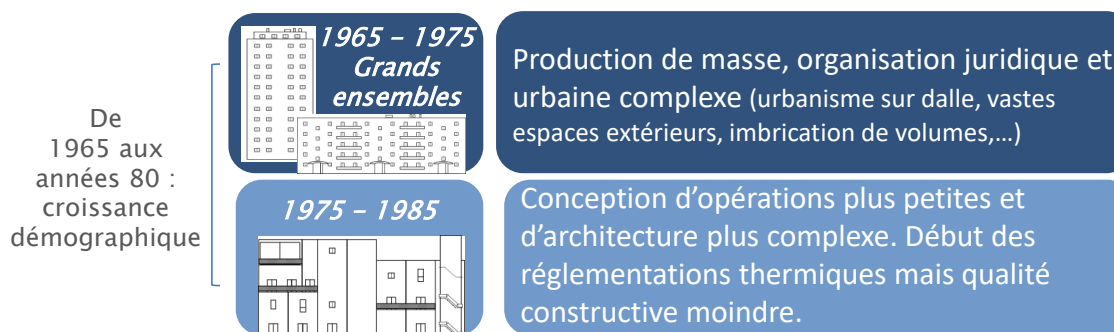 De
1965 aux
années 80 :
croissance
démographique
1965 – 1975
Grands
ensembles
Production de masse, organisation juridique et
urbaine complexe (urbanisme sur dalle, vastes
espaces extérieurs, imbrication de volumes,…)
1975 – 1985
Conception d’opérations plus petites et
d’architecture plus complexe. Début des
réglementations thermiques mais qualité
constructive moindre.